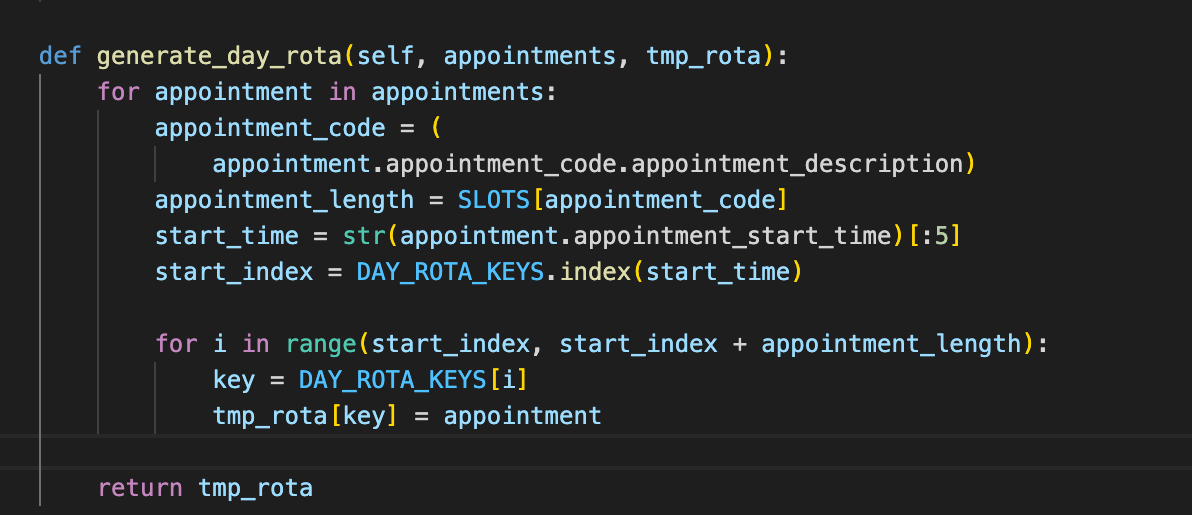 def generate_day_rota(self, appointments, tmp_rota):
    for appointment in appointments:
        appointment_code = (
            appointment.appointment_code.appointment_description)
        appointment_length = SLOTS[appointment_code]
        start_time = str(appointment.appointment_start_time)[:5]
        start_index = DAY_ROTA_KEYS.index(start_time)

        for i in range(start_index, start_index + appointment_length):
            key = DAY_ROTA_KEYS[i]
            tmp_rota[key] = appointment

    return tmp_rota